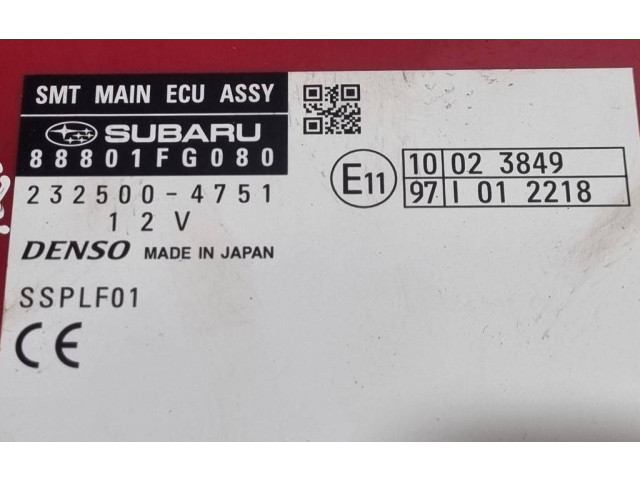 SMT MAIN ECU ASSY
SUBARU
88801FG080
232500-4751
12V
DENSO MADE IN JAPAN
SSPLF01
CE
E11
10 02 3849
97 I 01 2218